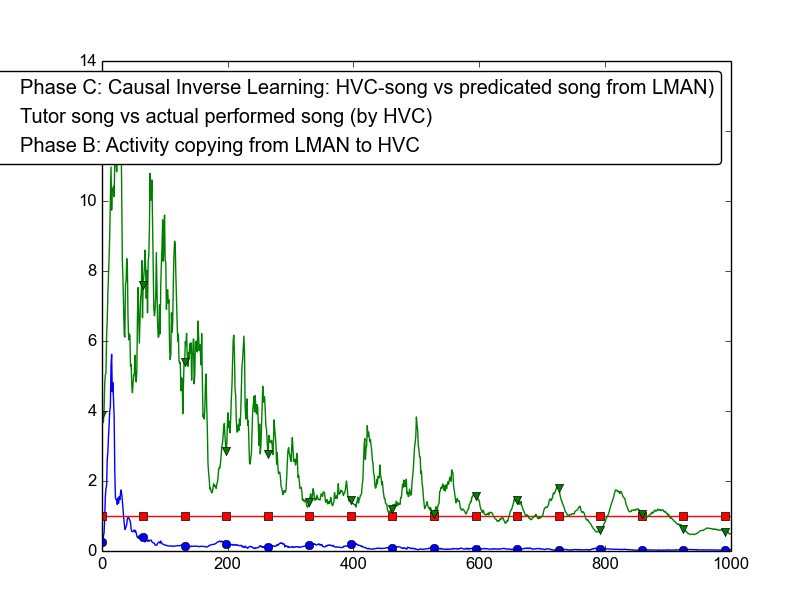 14
Phase C: Causal Inverse Learning: HVC-song vs predicated song from LMAN)
Tutor song vs actual performed song (by HVC)
Phase B: Activity copying from LMAN to HVC
10
8
6
4
2
0
0 200 400 600 800 1000